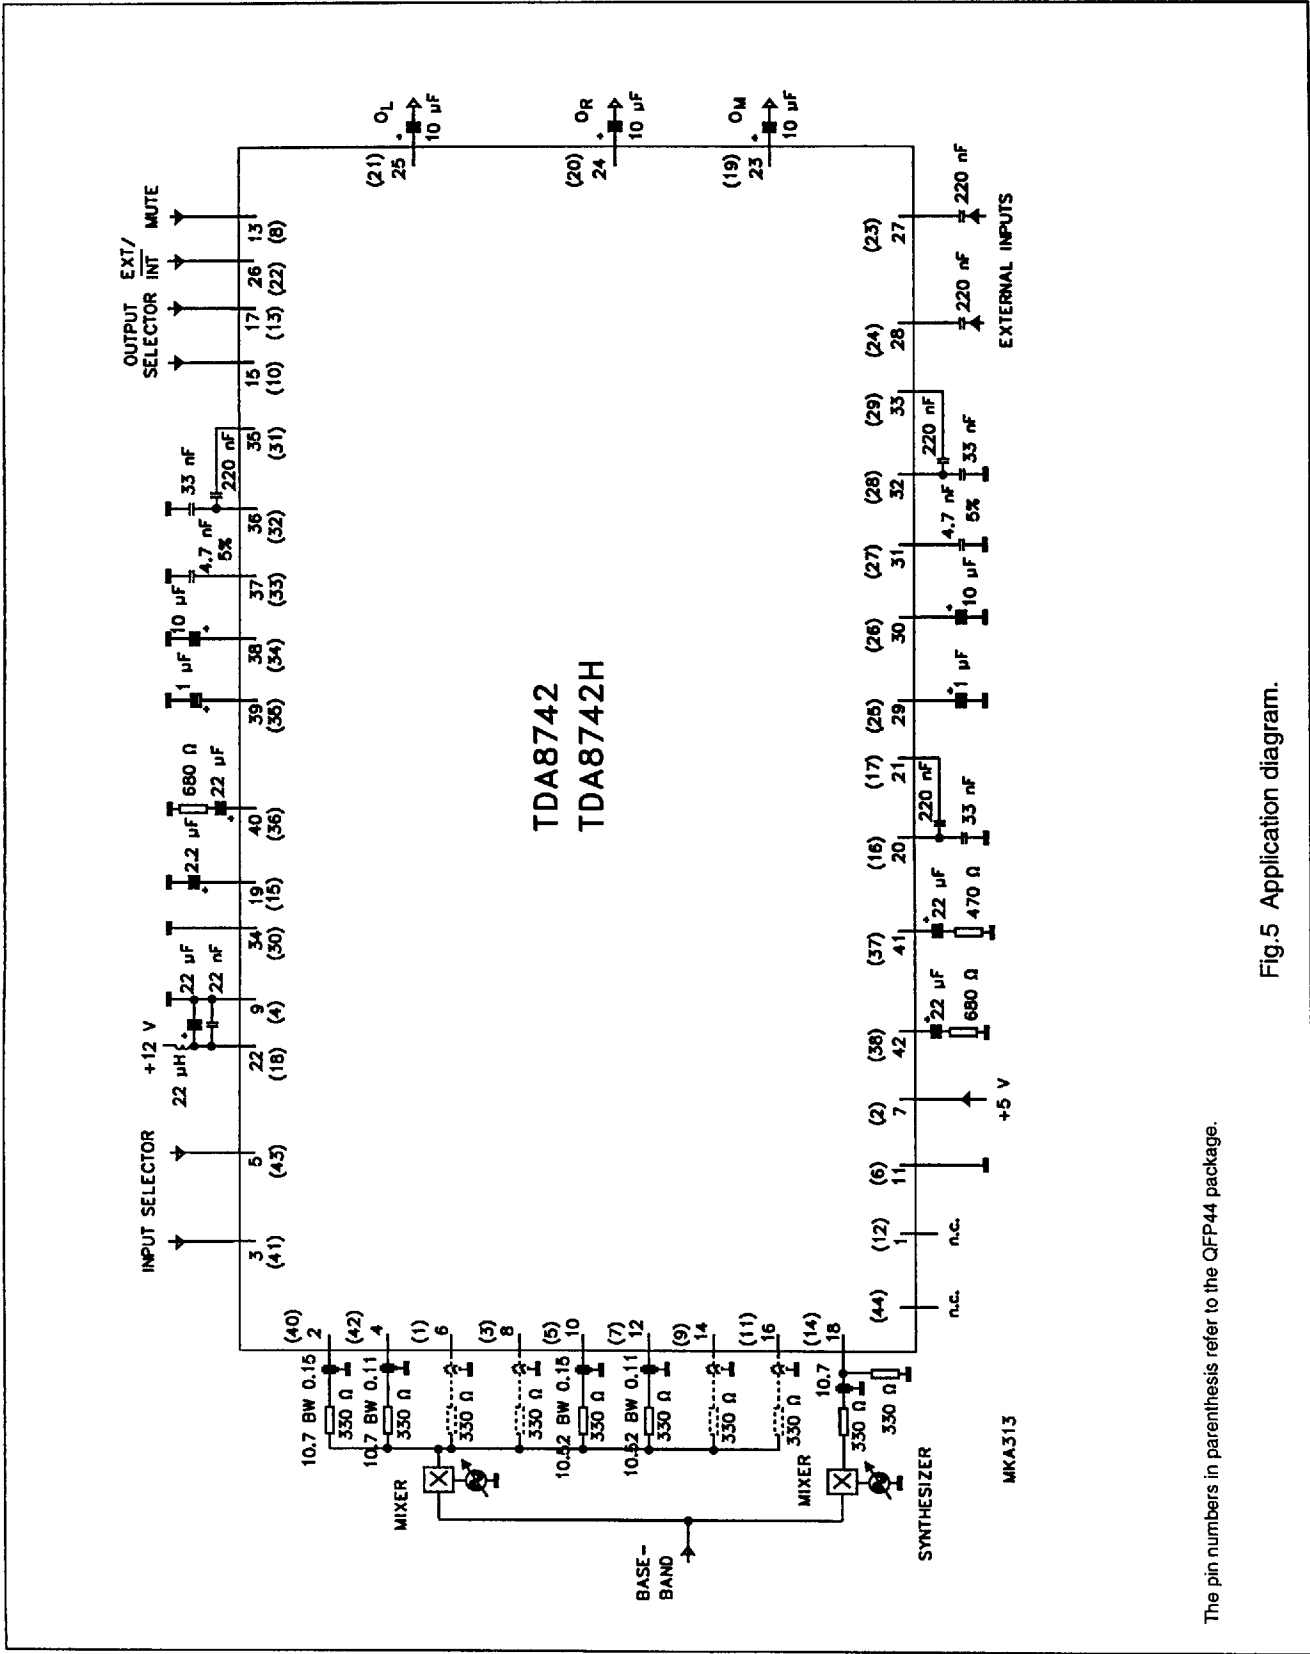 INPUT SELECTOR
+12 V
22 µH
22 µF
22 nF
2.2 µF
680 Ω
22 µF
1 µF
10 µF
4.7 nF
5%
33 nF
220 nF
OUTPUT
SELECTOR
EXT/
INT
MUTE
3
(41)
5
(43)
22
(18)
9
(4)
34
(30)
19
(15)
40
(36)
39
(35)
38
(34)
37
(33)
36
(32)
35
(31)
15
(10)
17
(13)
26
(22)
13
(8)
(40)
2
10.7 BW 0.15
330 Ω
(42)
4
10.7 BW 0.11
330 Ω
(1)
6
330 Ω
(3)
8
330 Ω
(5)
10
10.52 BW 0.15
330 Ω
(7)
12
10.52 BW 0.11
330 Ω
(9)
14
330 Ω
(11)
16
330 Ω
(14)
18
10.7
330 Ω
330 Ω
MIXER
MIXER
BASE-
BAND
SYNTHESIZER
TDA8742
TDA8742H
(21)
25
OL
10 µF
(20)
24
OR
10 µF
(19)
23
OM
10 µF
(44)
n.c.
(12)
1
n.c.
(6)
11
(2)
7
+5 V
(38)
42
22 µF
680 Ω
(37)
41
22 µF
470 Ω
(16)
20
33 nF
(17)
21
220 nF
(25)
29
1 µF
(26)
30
10 µF
(27)
31
4.7 nF
5%
(28)
32
33 nF
(29)
33
220 nF
(24)
28
220 nF
(23)
27
220 nF
EXTERNAL INPUTS
MKA313
The pin numbers in parenthesis refer to the QFP44 package.
Fig.5 Application diagram.